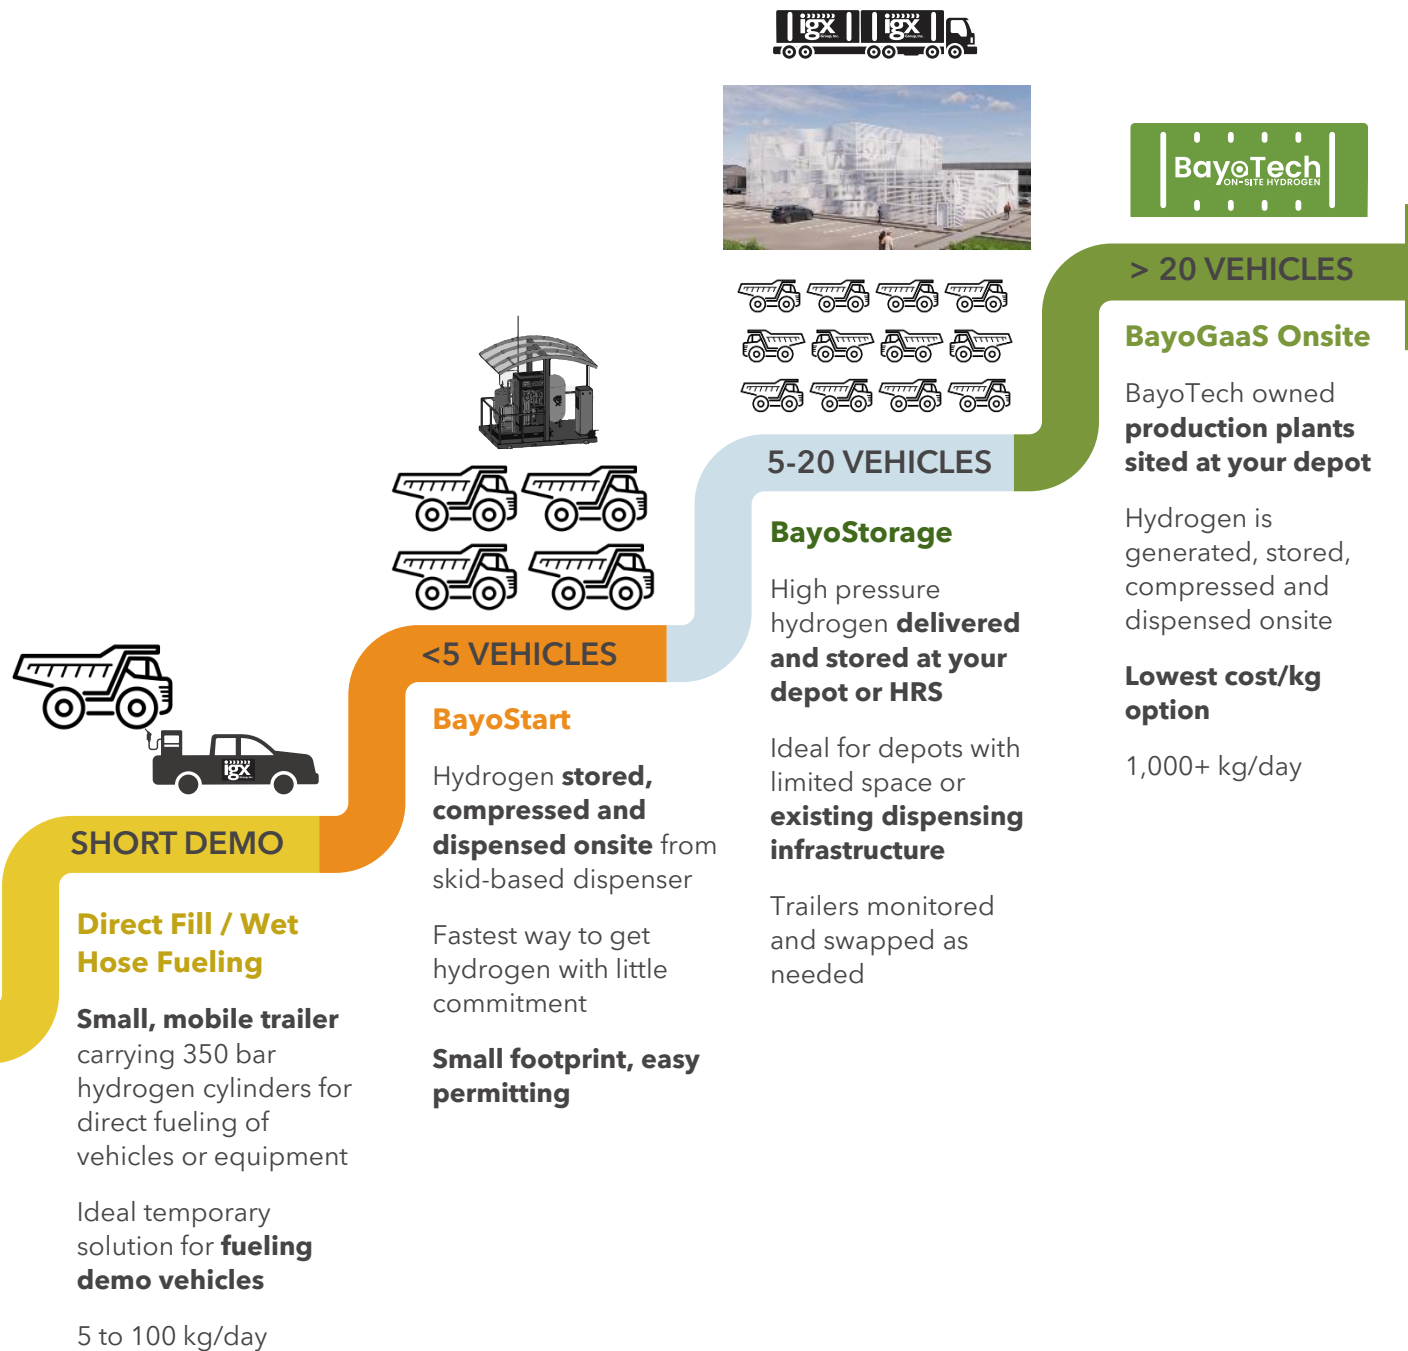 igx
Group, Inc.
igx
Group, Inc.
BayoTech
ON-SITE HYDROGEN
> 20 VEHICLES
BayoGaaS Onsite
BayoTech owned
production plants
sited at your depot
Hydrogen is
generated, stored,
compressed and
dispensed onsite
Lowest cost/kg
option
1,000+ kg/day
5-20 VEHICLES
BayoStorage
High pressure
hydrogen delivered
and stored at your
depot or HRS
Ideal for depots with
limited space or
existing dispensing
infrastructure
Trailers monitored
and swapped as
needed
<5 VEHICLES
BayoStart
Hydrogen stored,
compressed and
dispensed onsite from
skid-based dispenser
Fastest way to get
hydrogen with little
commitment
Small footprint, easy
permitting
igx
SHORT DEMO
Direct Fill / Wet
Hose Fueling
Small, mobile trailer
carrying 350 bar
hydrogen cylinders for
direct fueling of
vehicles or equipment
Ideal temporary
solution for fueling
demo vehicles
5 to 100 kg/day